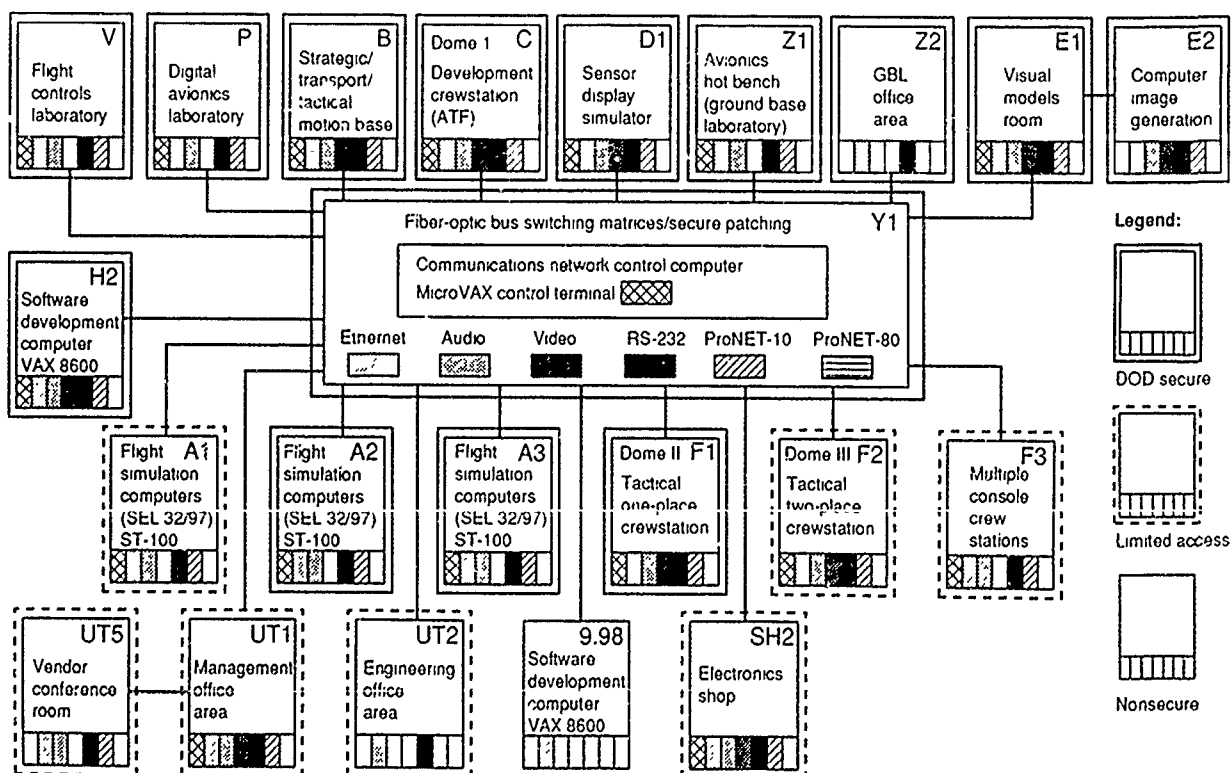 V
Flight
controls
laboratory
P
Digital
avionics
laboratory
B
Strategic/
transport/
tactical
motion base
Dome 1 C
Development
crewstation
(ATF)
D1
Sensor
display
simulator
Z1
Avionics
hot bench
(ground base
laboratory)
Z2
GBL
office
area
E1
Visual
models
room
E2
Computer
image
generation
Fiber-optic bus switching matrices/secure patching Y1
Communications network control computer
MicroVAX control terminal
Ethernet Audio Video RS-232 ProNET-10 ProNET-80
H2
Software
development
computer
VAX 8600
Legend:
DOD secure
Limited access
Nonsecure
Flight A1
simulation
computers
(SEL 32/97)
ST-100
Flight A2
simulation
computers
(SEL 32/97)
ST-100
Flight A3
simulation
computers
(SEL 32/97)
ST-100
Dome II F1
Tactical
one-place
crewstation
Dome III F2
Tactical
two-place
crewstation
F3
Multiple
console
crew
stations
UT5
Vendor
conference
room
UT1
Management
office
area
UT2
Engineering
office
area
9.98
Software
development
computer
VAX 8600
SH2
Electronics
shop